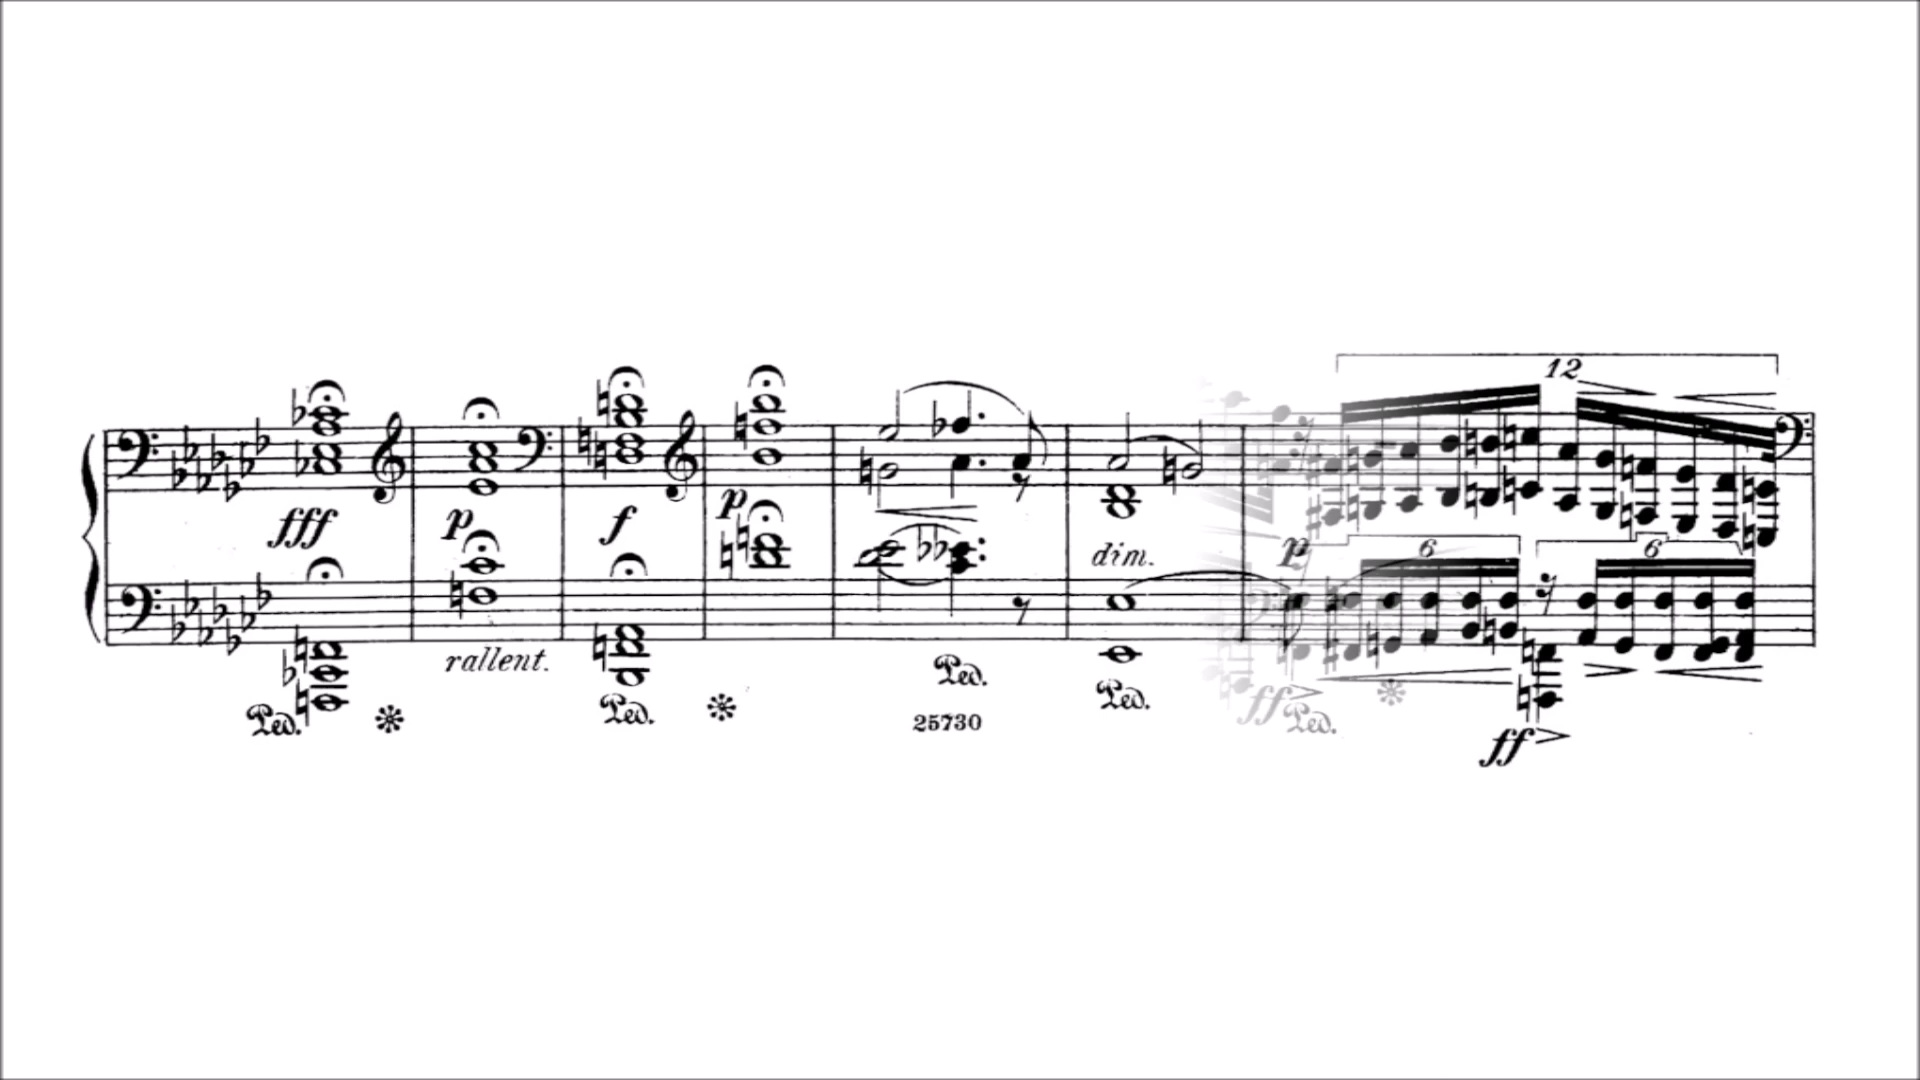 12
fff p f p
dim. p 6 6
rallent.
Ped. Ped. Ped. Ped. ff Ped.
25730
ff